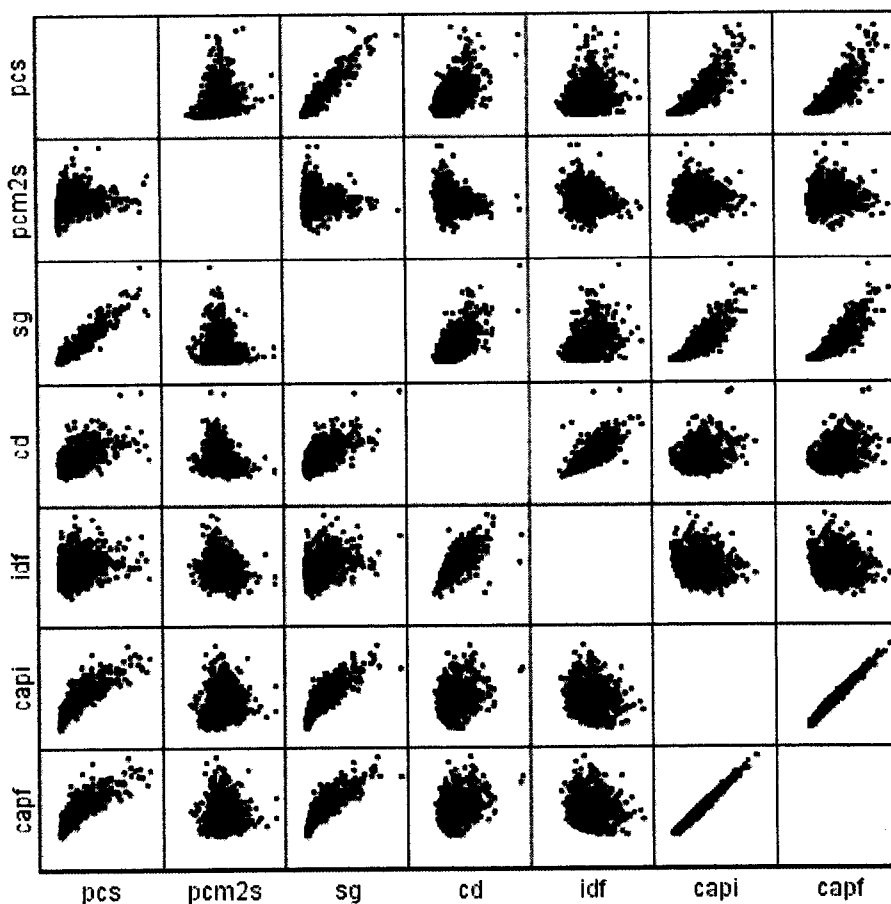 pcs
pcm2s
sg
cd
idf
capi
capf
pcs pcm2s sg cd idf capi capf